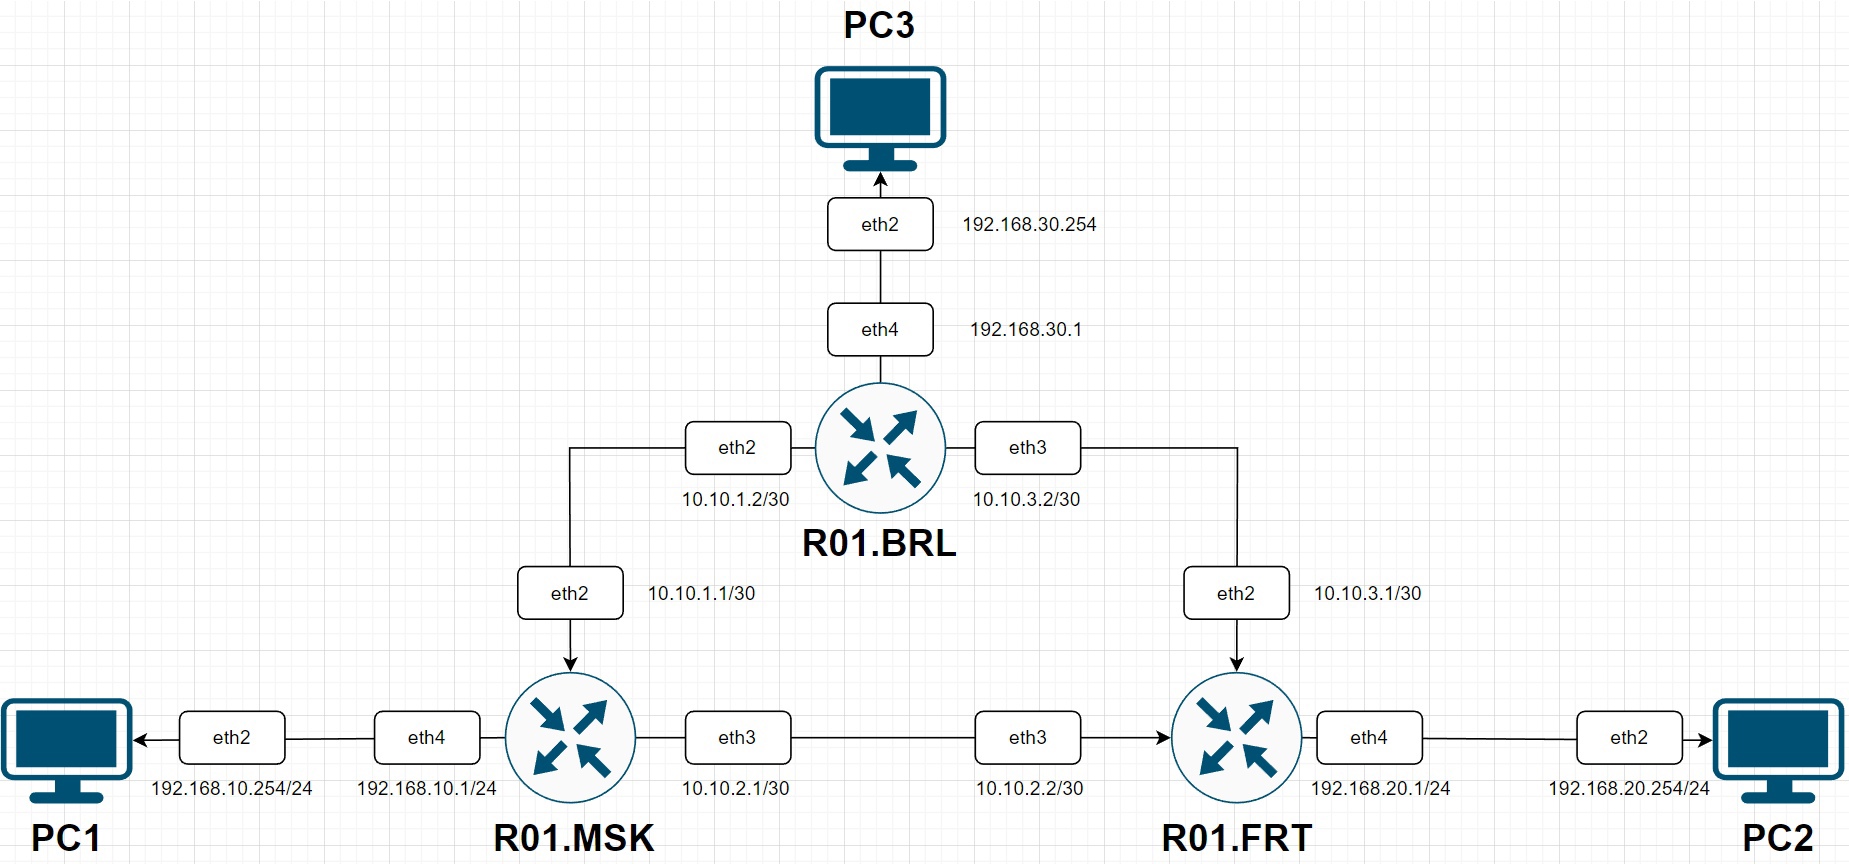 PC3
eth2 192.168.30.254
eth4 192.168.30.1
eth2 eth3
10.10.1.2/30 10.10.3.2/30
R01.BRL
eth2 10.10.1.1/30 eth2 10.10.3.1/30
eth2 eth4 eth3 eth3 eth4 eth2
192.168.10.254/24 192.168.10.1/24 10.10.2.1/30 10.10.2.2/30 192.168.20.1/24 192.168.20.254/24
PC1 R01.MSK R01.FRT PC2